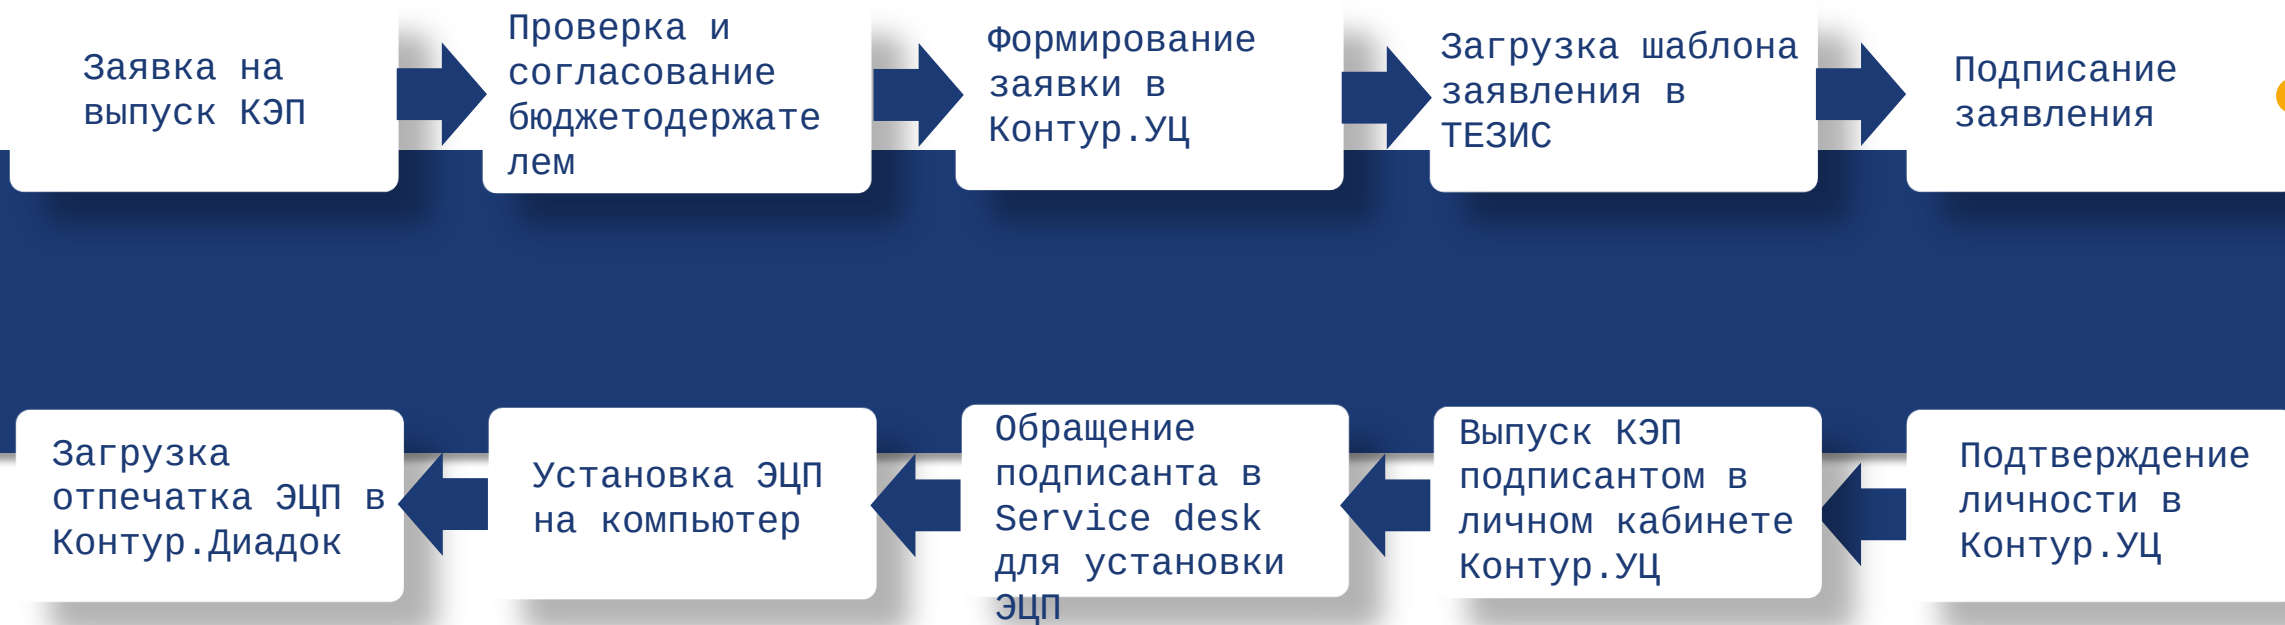 Заявка на
выпуск КЭП
Проверка и
согласование
бюджетодержате
лем
Формирование
заявки в
Контур.УЦ
Загрузка шаблона
заявления в
ТЕЗИС
Подписание
заявления
Загрузка
отпечатка ЭЦП в
Контур.Диадок
Установка ЭЦП
на компьютер
Обращение
подписанта в
Service desk
для установки
ЭЦП
Выпуск КЭП
подписантом в
личном кабинете
Контур.УЦ
Подтверждение
личности в
Контур.УЦ